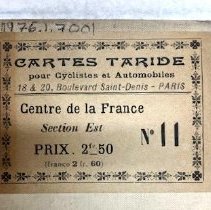 1976.1.7001
CARTES TARIDE
pour Cyclistes et Automobiles
18 & 20, Boulevard Saint-Denis - PARIS
Centre de la France
Section Est
N° 11
PRIX. 2fr 50
(franco 2 fr. 60)